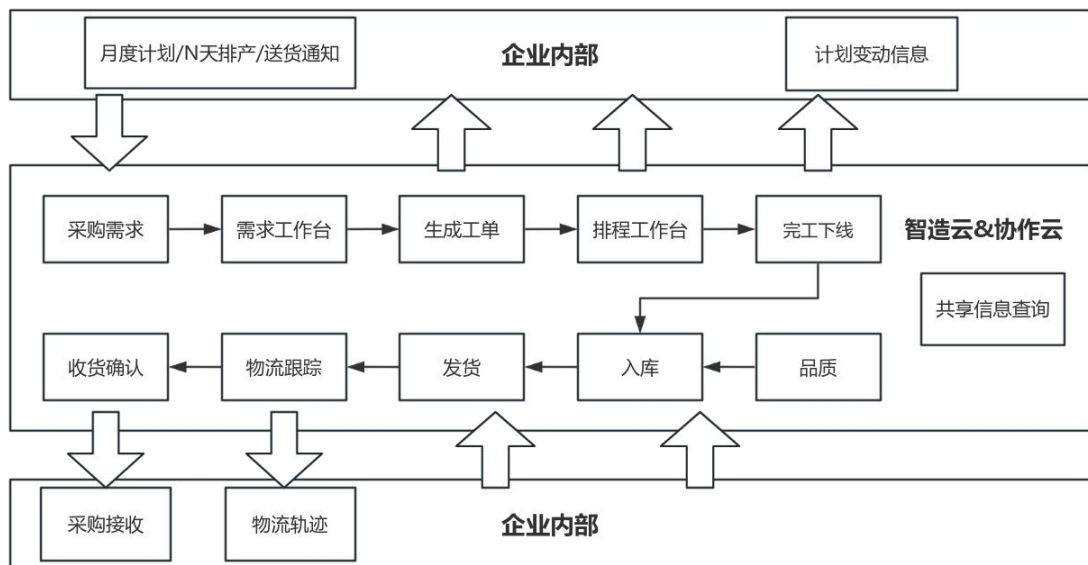 月度计划/N天排产/送货通知
企业内部
计划变动信息
采购需求
需求工作台
生成工单
排程工作台
完工下线
智造云&协作云
共享信息查询
收货确认
物流跟踪
发货
入库
品质
采购接收
物流轨迹
企业内部